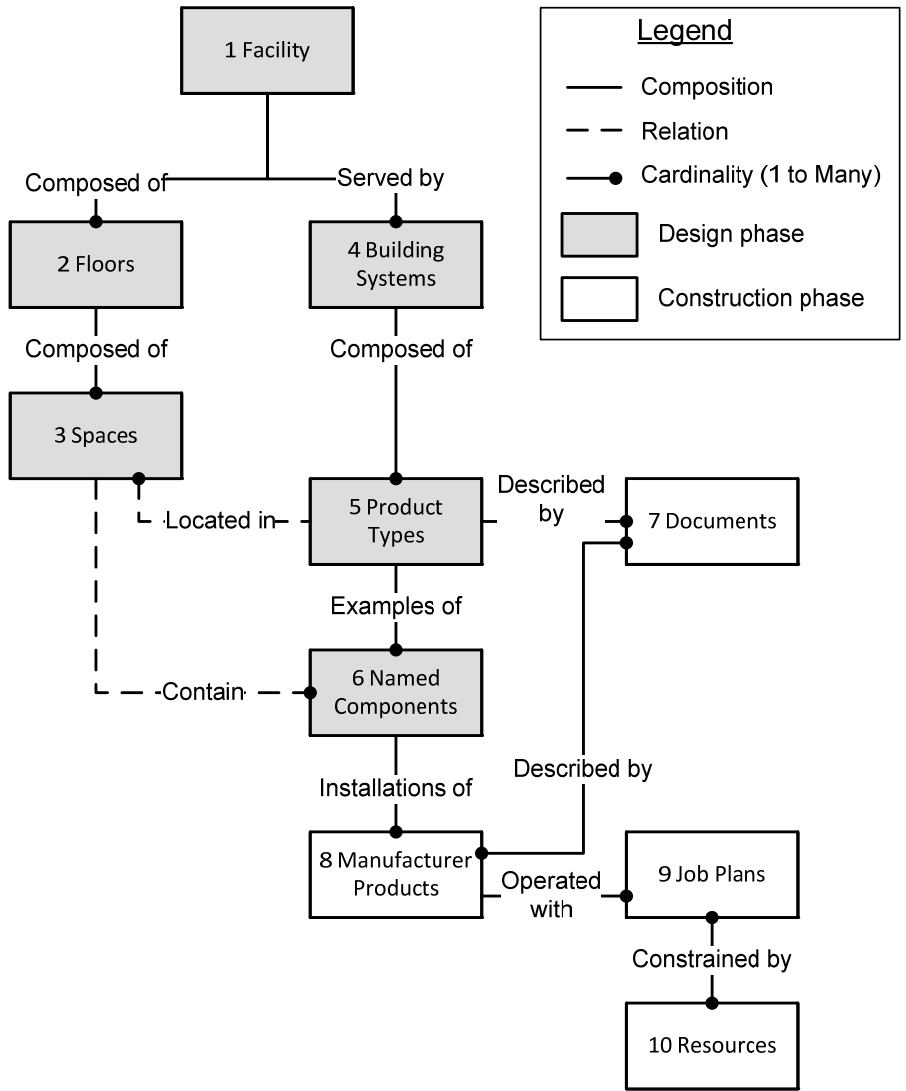 1 Facility
Legend
Composition
Relation
Cardinality (1 to Many)
Design phase
Construction phase
Composed of
Served by
2 Floors
4 Building
Systems
Composed of
Composed of
3 Spaces
Located in
5 Product
Types
Described
by
7 Documents
Examples of
Contain
6 Named
Components
Installations of
Described by
8 Manufacturer
Products
Operated
with
9 Job Plans
Constrained by
10 Resources